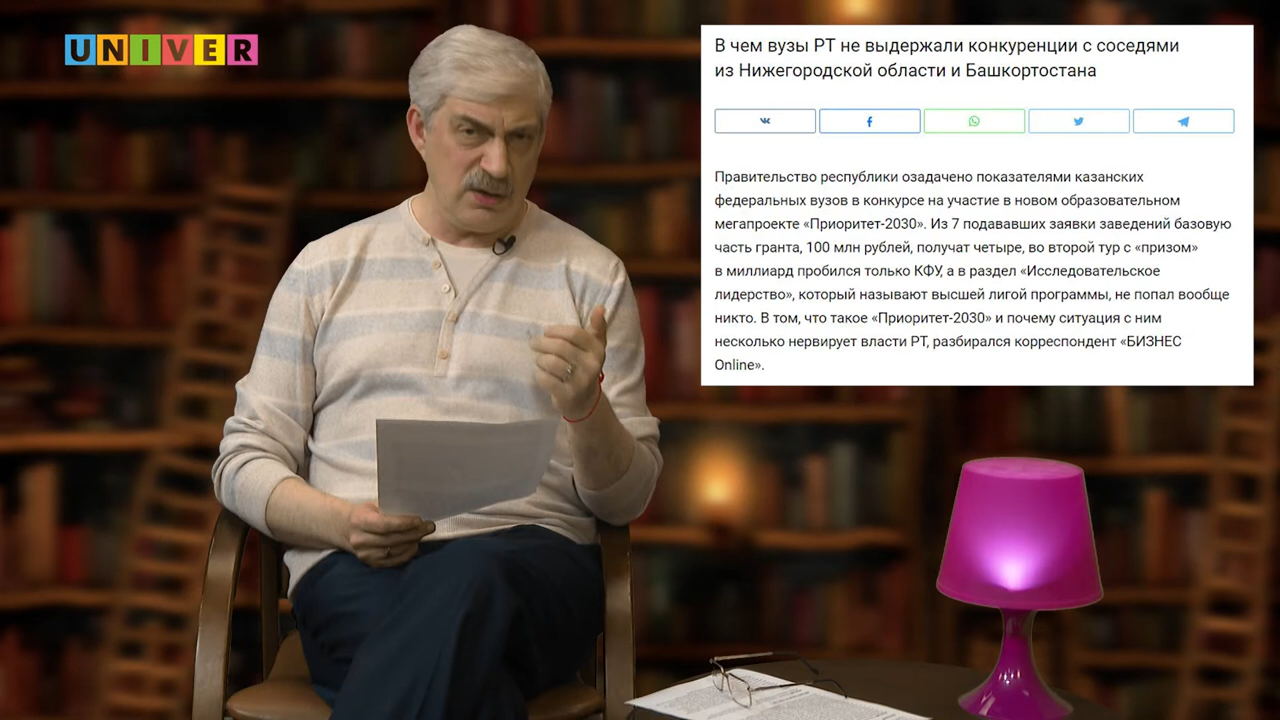 UNIVER
В чем вузы РТ не выдержали конкуренции с соседями
из Нижегородской области и Башкортостана
Правительство республики озадачено показателями казанских
федеральных вузов в конкурсе на участие в новом образовательном
мегапроекте «Приоритет-2030». Из 7 подававших заявки заведений базовую
часть гранта, 100 млн рублей, получат четыре, во второй тур с «призом»
в миллиард пробился только КФУ, а в раздел «Исследовательское
лидерство», который называют высшей лигой программы, не попал вообще
никто. В том, что такое «Приоритет-2030» и почему ситуация с ним
несколько нервирует власти РТ, разбирался корреспондент «БИЗНЕС
Online».